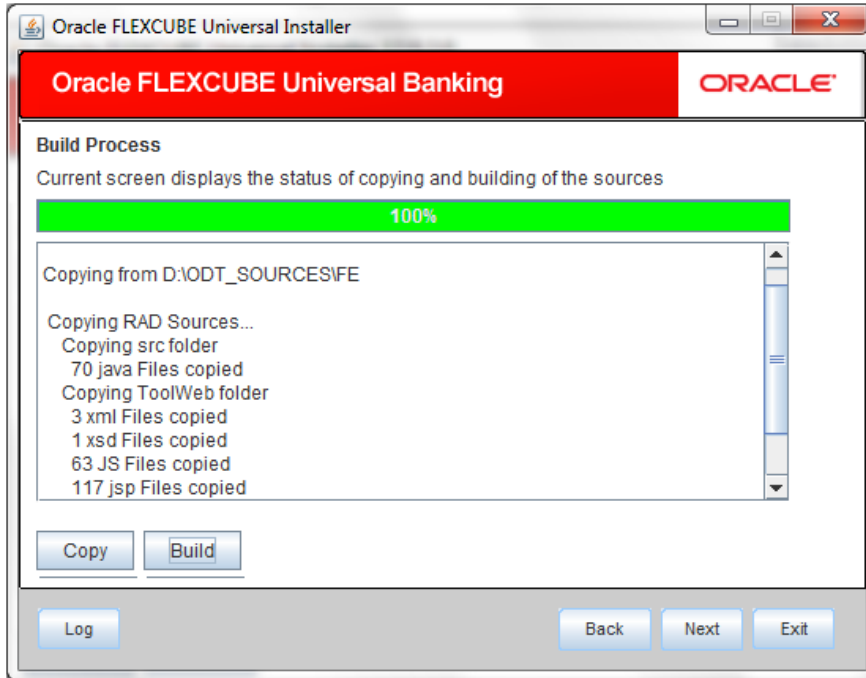 Oracle FLEXCUBE Universal Installer
Oracle FLEXCUBE Universal Banking
ORACLE
Build Process
Current screen displays the status of copying and building of the sources
100%
Copying from D:\ODT_SOURCES\FE
Copying RAD Sources...
Copying src folder
70 java Files copied
Copying ToolWeb folder
3 xml Files copied
1 xsd Files copied
63 JS Files copied
117 jsp Files copied
Copy Build
Log Back Next Exit